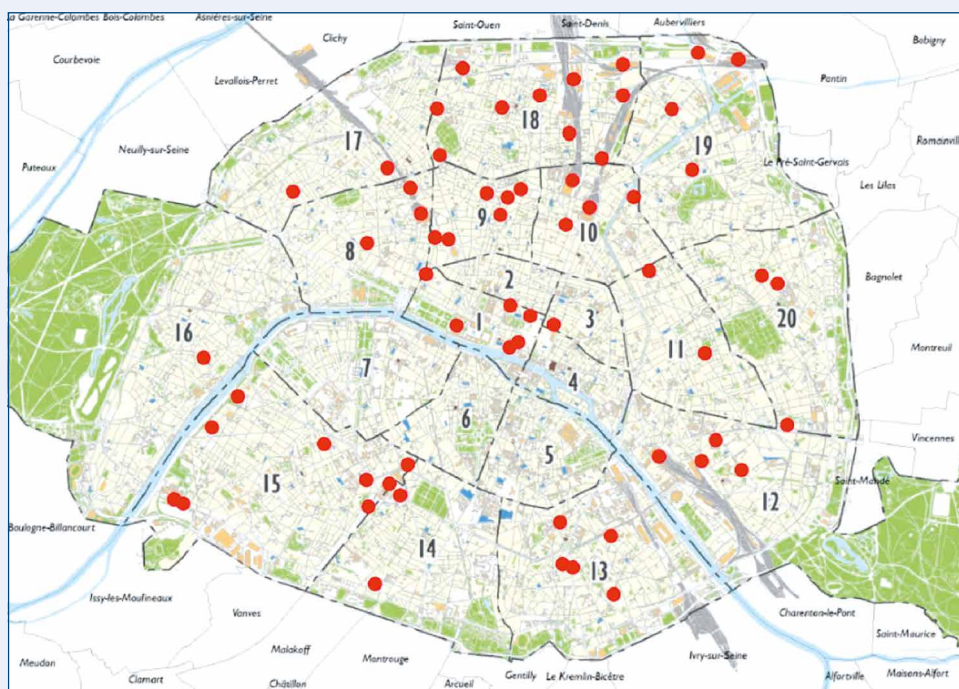 La Garenne-Colombes Bois-Colombes
Asnières-sur-Seine
Saint-Ouen
Saint-Denis
Aubervilliers
Clichy
Bobigny
Courbevoie
Levallois-Perret
Pantin
17
18
19
Neuilly-sur-Seine
Romainville
Puteaux
Le Pré-Saint-Gervais
Les Lilas
9
10
8
Bagnolet
2
1
3
20
16
7
11
Montreuil
4
6
5
Vincennes
15
12
Saint-Mandé
Boulogne-Billancourt
14
13
Issy-les-Moulineaux
Vanves
Charenton-le-Pont
Saint-Maurice
Malakoff
Meudon
Montrouge
Ivry-sur-Seine
Clamart
Châtillon
Arcueil
Gentilly
Le Kremlin-Bicêtre
Alfortville
Maisons-Alfort